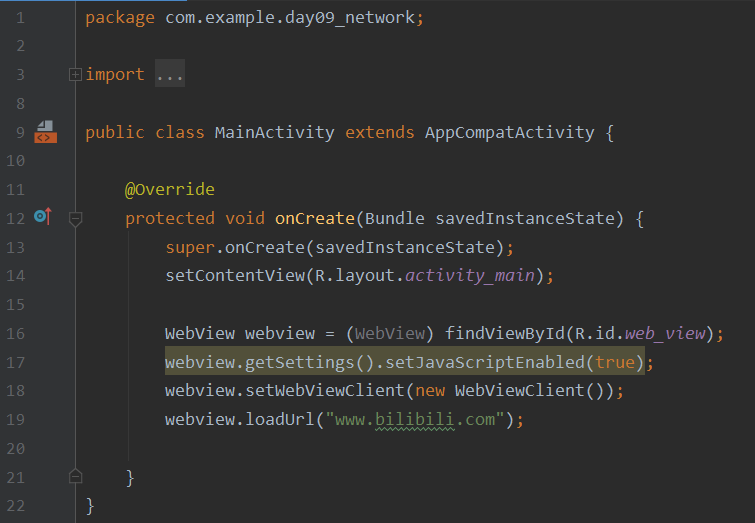 1 package com.example.day09_network;
2
3 import ...
8
9 public class MainActivity extends AppCompatActivity {
10
11 @Override
12 protected void onCreate(Bundle savedInstanceState) {
13 super.onCreate(savedInstanceState);
14 setContentView(R.layout.activity_main);
15
16 WebView webview = (WebView) findViewById(R.id.web_view);
17 webview.getSettings().setJavaScriptEnabled(true);
18 webview.setWebViewClient(new WebViewClient());
19 webview.loadUrl("www.bilibili.com");
20
21 }
22 }